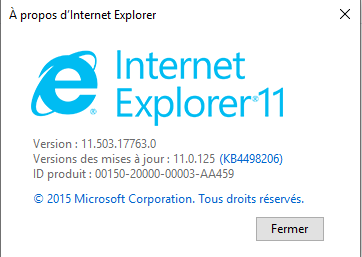 À propos d'Internet Explorer
Internet
Explorer®11
Version : 11.503.17763.0
Versions des mises à jour : 11.0.125 (KB4498206)
ID produit : 00150-20000-00003-AA459
© 2015 Microsoft Corporation. Tous droits réservés.
Fermer